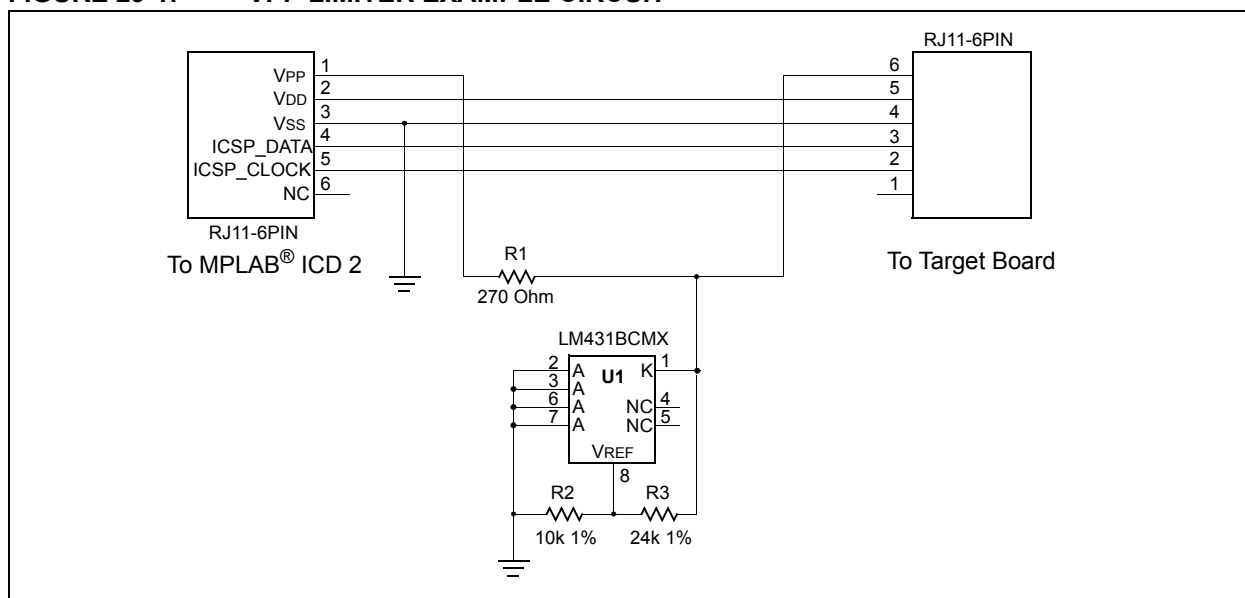 FIGURE VPP LIMITER EXAMPLE CIRCUIT
RJ11-6PIN
VPP 1
VDD 2
VSS 3
ICSP_DATA 4
ICSP_CLOCK 5
NC 6
RJ11-6PIN
To MPLAB® ICD 2
6
5
4
3
2
1
To Target Board
R1
270 Ohm
LM431BCMX
2 A
3 A
6 A
7 A
U1
K 1
NC 4
NC 5
VREF
8
R2
10k 1%
R3
24k 1%